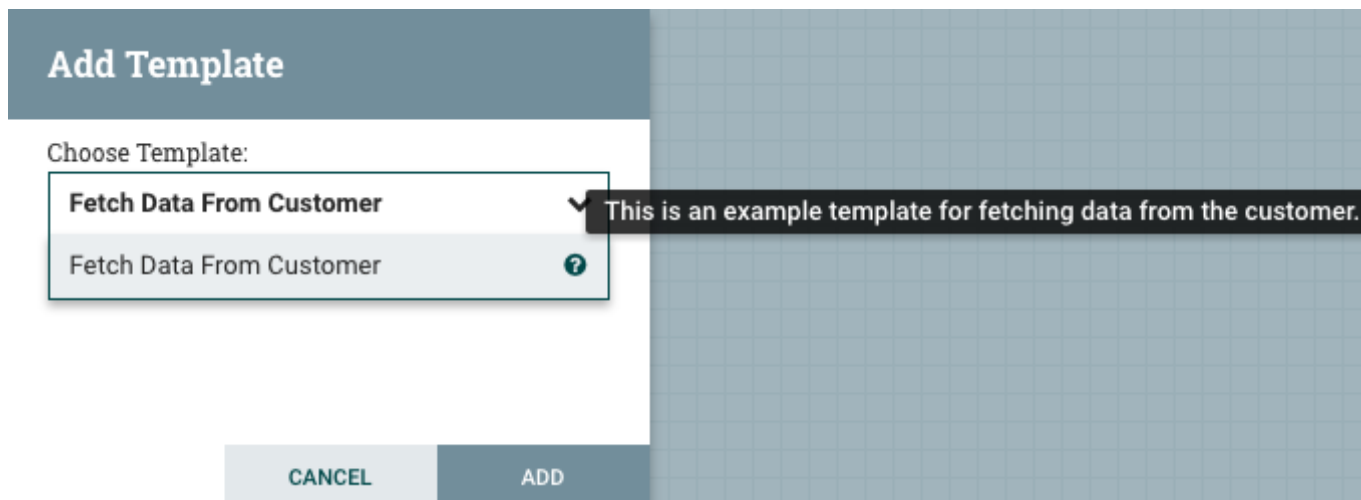 Add Template
Choose Template:
Fetch Data From Customer
This is an example template for fetching data from the customer.
Fetch Data From Customer
CANCEL
ADD